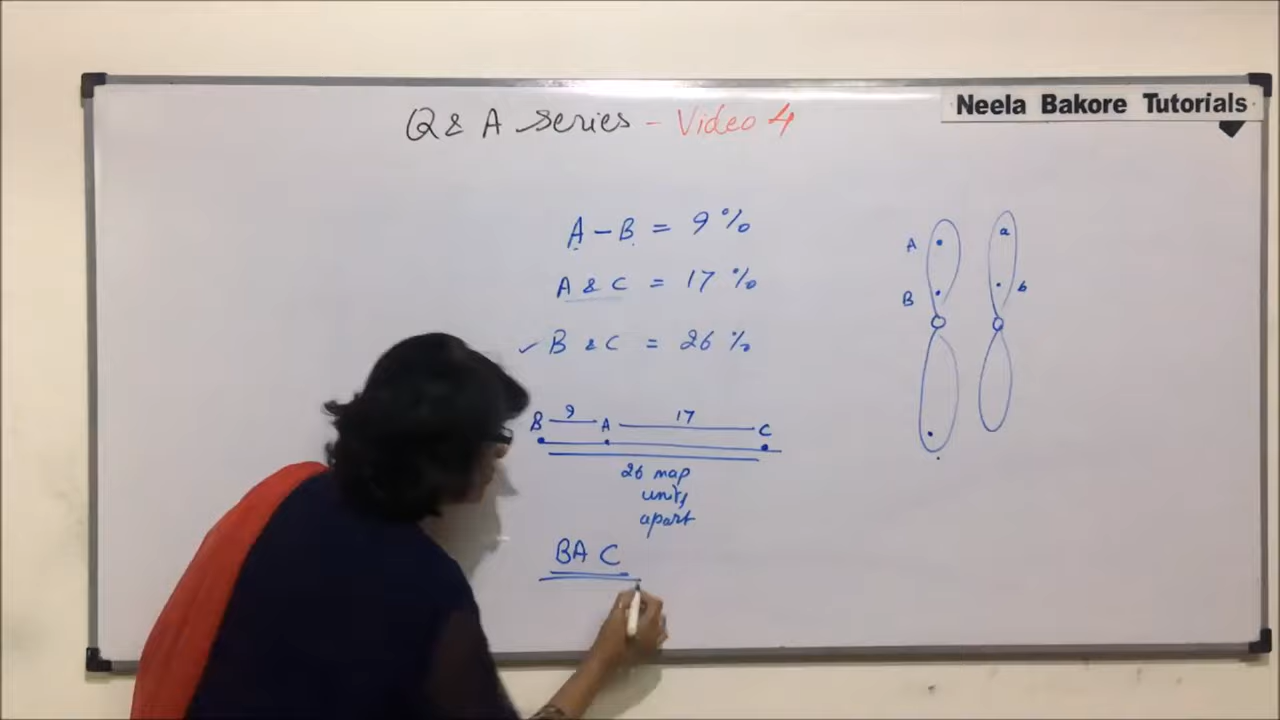 Neela Bakore Tutorials
Q & A Series - Video 4
A - B = 9 %
A & C = 17 %
✓ B & C = 26 %
B 9 A 17 C
26 map
units
apart
BA C
A a
B b